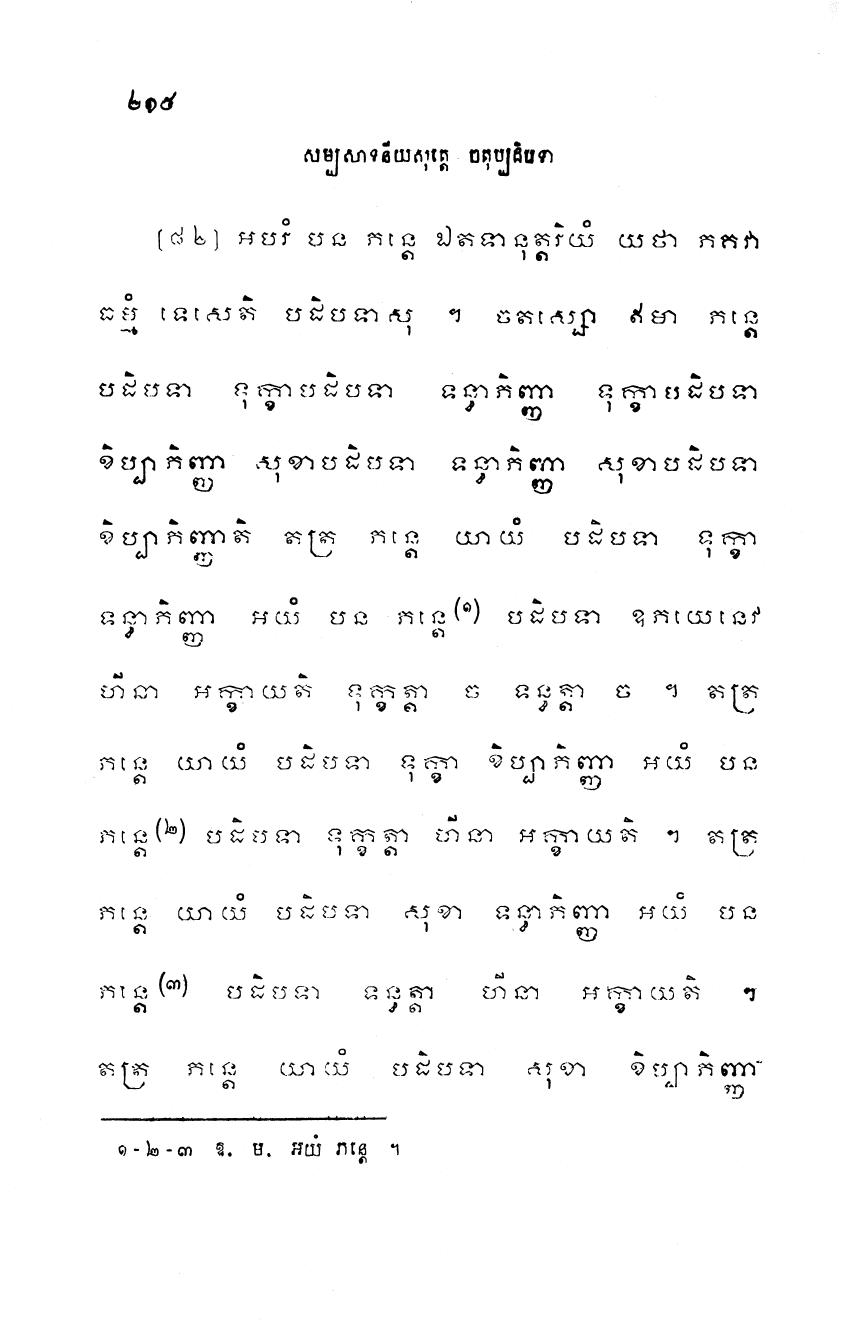 ២១៥
សម្បសាទនីយសុត្តេ ចតុប្បដិបទា
[៨២] អបរំ បន ភន្តេ ឯតទានុត្តរិយំ យថា ភគវា
ធម្មំ ទេសេតិ បដិបទាសុ ។ ចតស្សោ ឥមា ភន្តេ
បដិបទា ទុក្ខាបដិបទា ទន្ធាភិញ្ញា ទុក្ខាបដិបទា
ខិប្បាភិញ្ញា សុខាបដិបទា ទន្ធាភិញ្ញា សុខាបដិបទា
ខិប្បាភិញ្ញាតិ តត្រ ភន្តេ យាយំ បដិបទា ទុក្ខា
ទន្ធាភិញ្ញា អយំ បន ភន្តេ(១) បដិបទា ឧភយេនេវ
ហីនា អក្ខាយតិ ទុក្ខត្តា ច ទន្ធត្តា ច ។ តត្រ
ភន្តេ យាយំ បដិបទា ទុក្ខា ខិប្បាភិញ្ញា អយំ បន
ភន្តេ(២) បដិបទា ទុក្ខត្តា ហីនា អក្ខាយតិ ។ តត្រ
ភន្តេ យាយំ បដិបទា សុខា ទន្ធាភិញ្ញា អយំ បន
ភន្តេ(៣) បដិបទា ទន្ធត្តា ហីនា អក្ខាយតិ ។
តត្រ ភន្តេ យាយំ បដិបទា សុខា ខិប្បាភិញ្ញា
១-២-៣ ឱ. ម. អយំ ភន្តេ ។